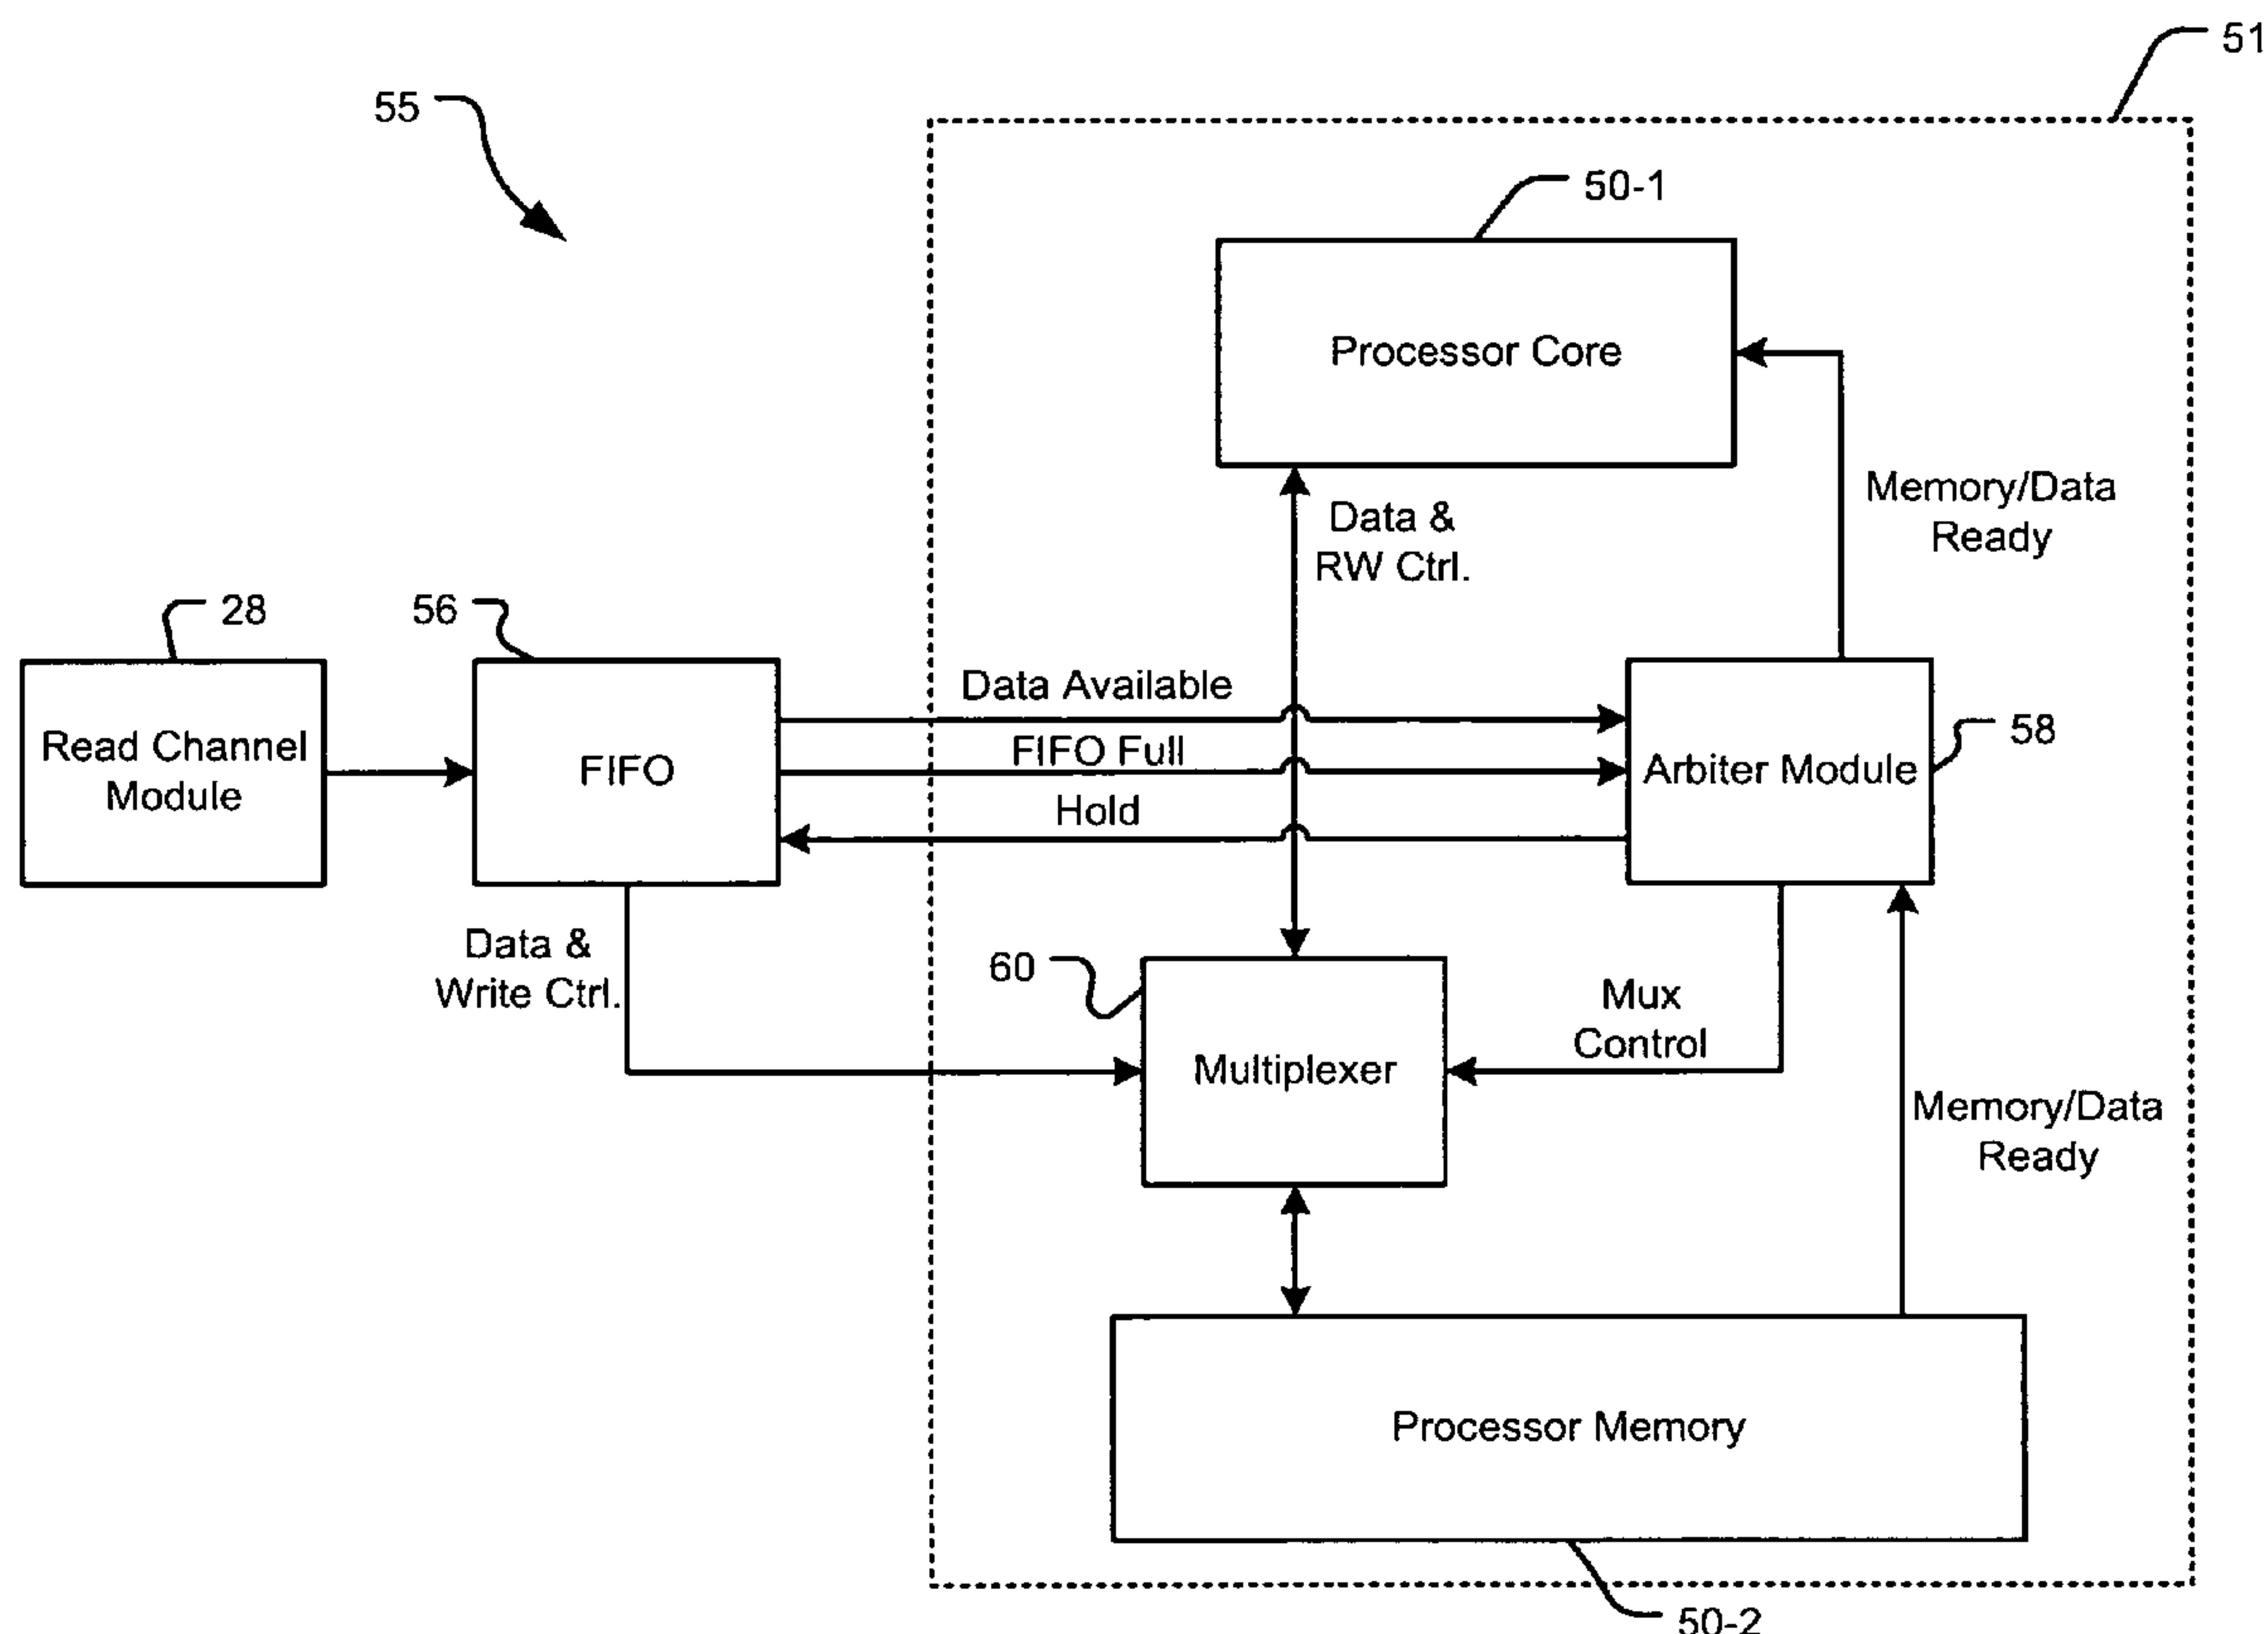 51
55
50-1
Processor Core
Memory/Data
Ready
Data &
RW Ctrl.
28
56
Data Available
Read Channel
Module
FIFO
FIFO Full
Hold
Arbiter Module
58
Data &
Write Ctrl.
60
Mux
Control
Multiplexer
Memory/Data
Ready
Processor Memory
50-2